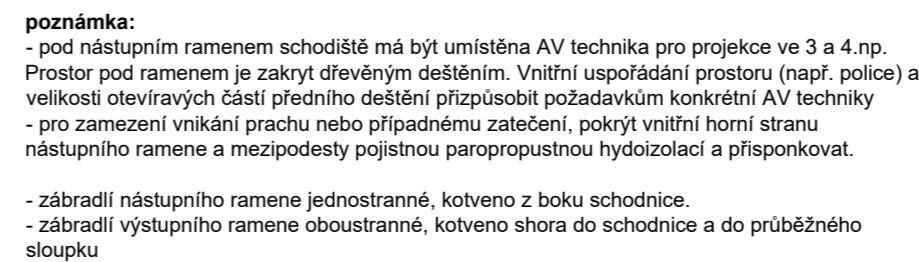 poznámka:
- pod nástupním ramenem schodiště má být umístěna AV technika pro projekce ve 3 a 4.np.
Prostor pod ramenem je zakryt dřevěným deštěním. Vnitřní uspořádání prostoru (např. police) a
velikosti otevíravých částí předního deštění přizpůsobit požadavkům konkrétní AV techniky
- pro zamezení vnikání prachu nebo případnému zatečení, pokrýt vnitřní horní stranu
nástupního ramene a mezipodesty pojistnou paropropustnou hydoizolací a přisponkovat.
- zábradlí nástupního ramene jednostranné, kotveno z boku schodnice.
- zábradlí výstupního ramene oboustranné, kotveno shora do schodnice a do průběžného
sloupku